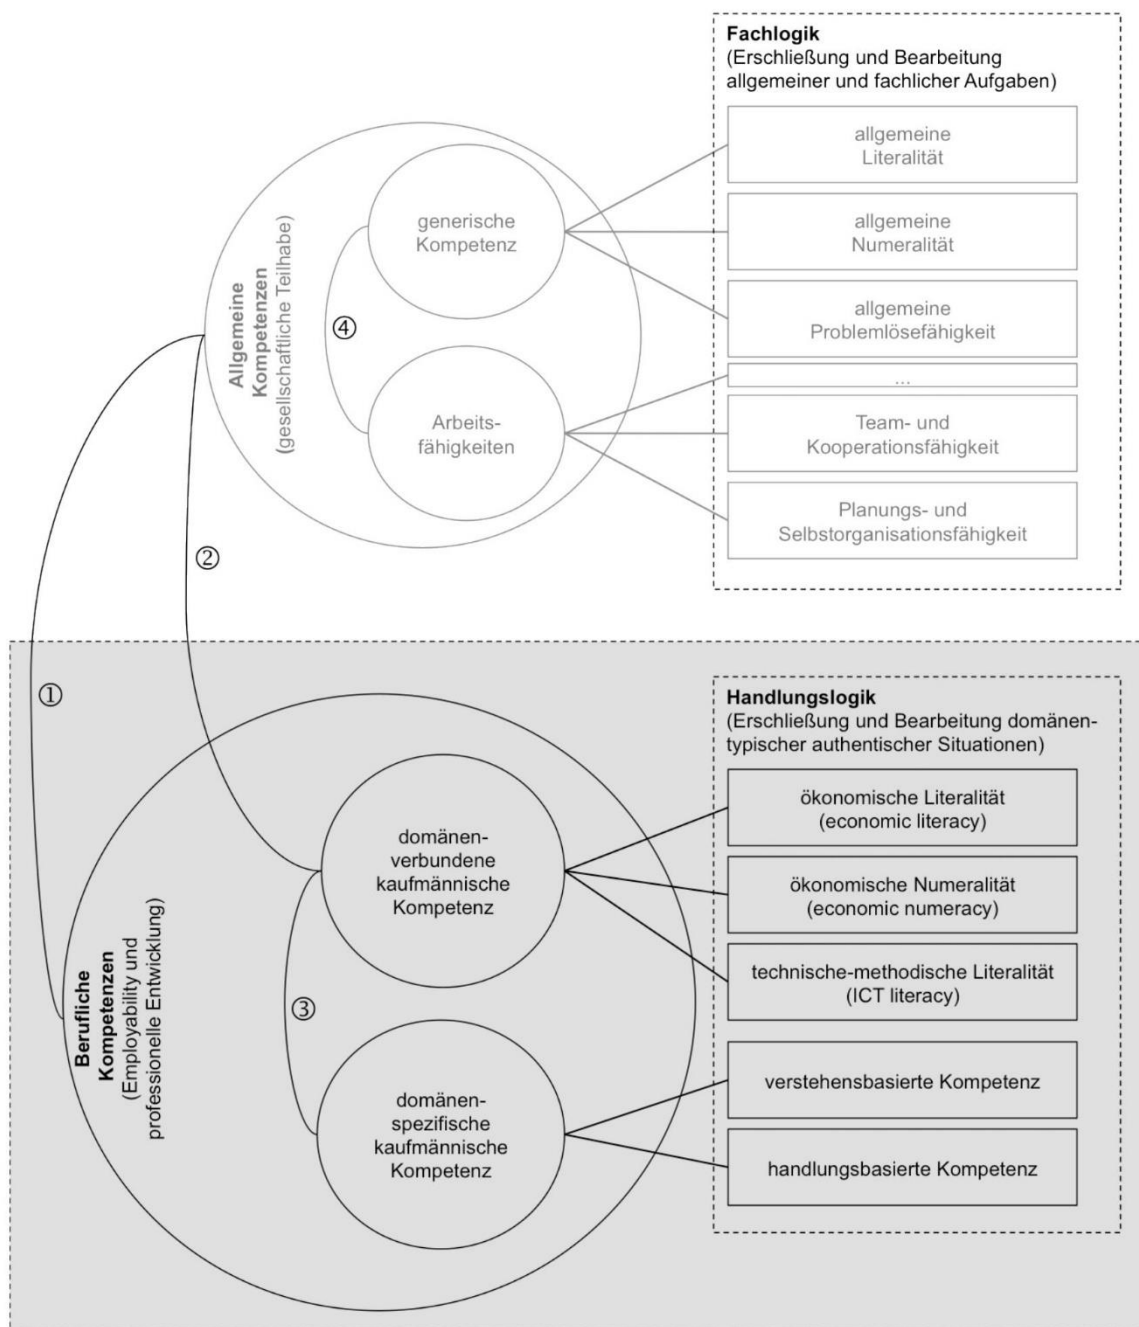 Fachlogik
(Erschließung und Bearbeitung
allgemeiner und fachlicher Aufgaben)
allgemeine
Literalität
allgemeine
Numeralität
allgemeine
Problemlösefähigkeit
...
Team- und
Kooperationsfähigkeit
Planungs- und
Selbstorganisationsfähigkeit
Allgemeine
Kompetenzen
(gesellschaftliche Teilhabe)
generische
Kompetenz
④
Arbeits-
fähigkeiten
②
①
Handlungslogik
(Erschließung und Bearbeitung domänen-
typischer authentischer Situationen)
ökonomische Literalität
(economic literacy)
ökonomische Numeralität
(economic numeracy)
technische-methodische Literalität
(ICT literacy)
verstehensbasierte Kompetenz
handlungsbasierte Kompetenz
Berufliche
Kompetenzen
(Employability und
professionelle Entwicklung)
domänen-
verbundene
kaufmännische
Kompetenz
③
domänen-
spezifische
kaufmännische
Kompetenz